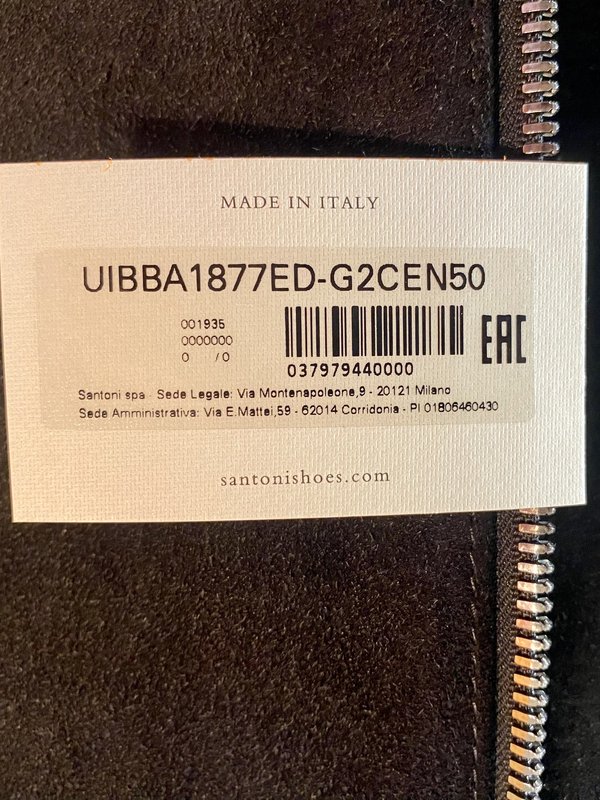 MADE IN ITALY
UIBBA1877ED-G2CEN50
001935
0000000
0 /0
037979440000
EAC
Santoni spa Sede Legale: Via Montenapoleone,9 - 20121 Milano
Sede Amministrativa: Via E.Mattei,59 - 62014 Corridonia - PI 01806460430
santonishoes.com